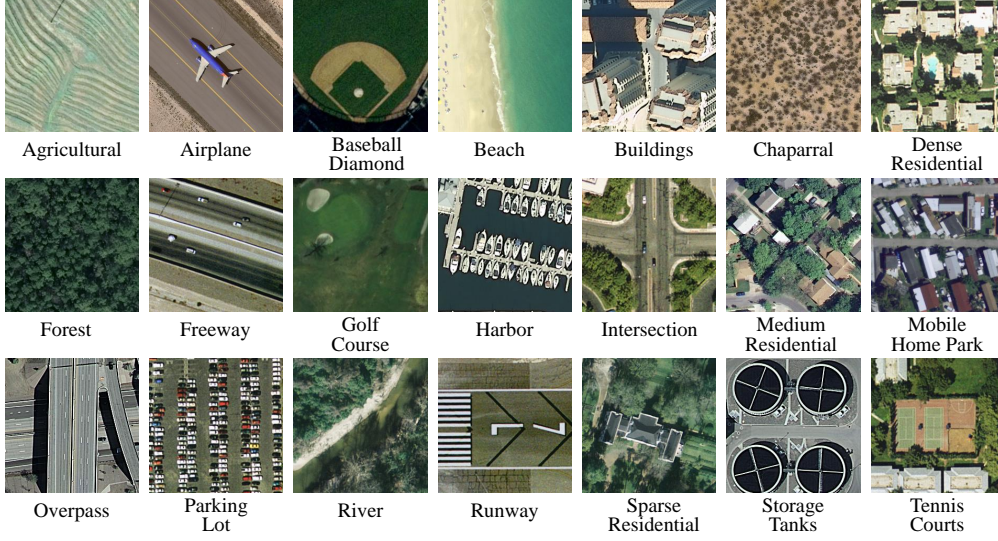 Agricultural
Airplane
Baseball
Diamond
Beach
Buildings
Chaparral
Dense
Residential
Forest
Freeway
Golf
Course
Harbor
Intersection
Medium
Residential
Mobile
Home Park
Overpass
Parking
Lot
River
Runway
Sparse
Residential
Storage
Tanks
Tennis
Courts